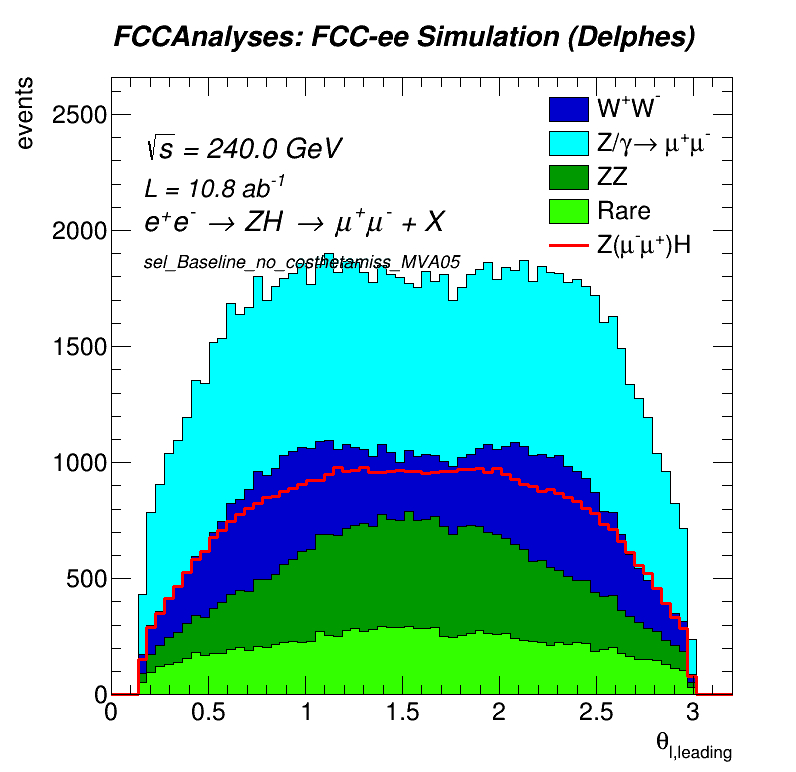 FCCAnalyses: FCC-ee Simulation (Delphes)
events
2500
2000
1500
1000
500
0
√s = 240.0 GeV
L = 10.8 ab⁻¹
e⁺e⁻ → ZH → μ⁺μ⁻ + X
sel_Baseline_no_costhetamiss_MVA05
W⁺W⁻
Z/γ→ μ⁺μ⁻
ZZ
Rare
Z(μ⁻μ⁺)H
0 0.5 1 1.5 2 2.5 3
θl,leading